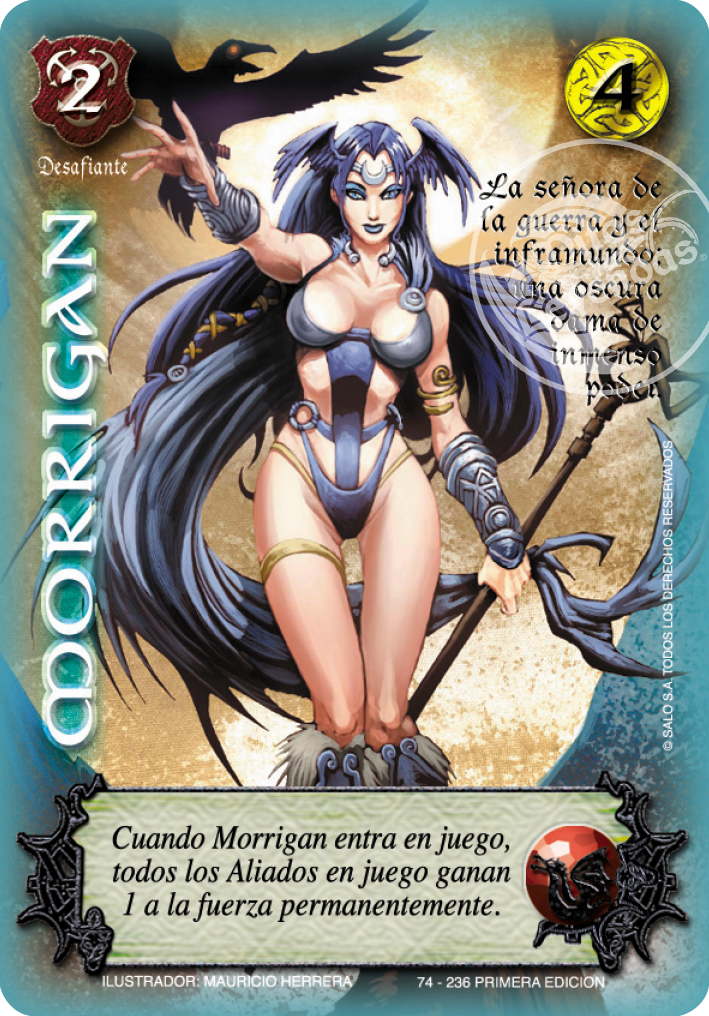 2
4
Desafiante
MORRIGAN
La señora de
la guerra y el
inframundo:
una oscura
dama de
inmenso
poder.
© SALO S.A. TODOS LOS DERECHOS RESERVADOS
Cuando Morrigan entra en juego,
todos los Aliados en juego ganan
1 a la fuerza permanentemente.
ILUSTRADOR: MAURICIO HERRERA
74 - 236 PRIMERA EDICION